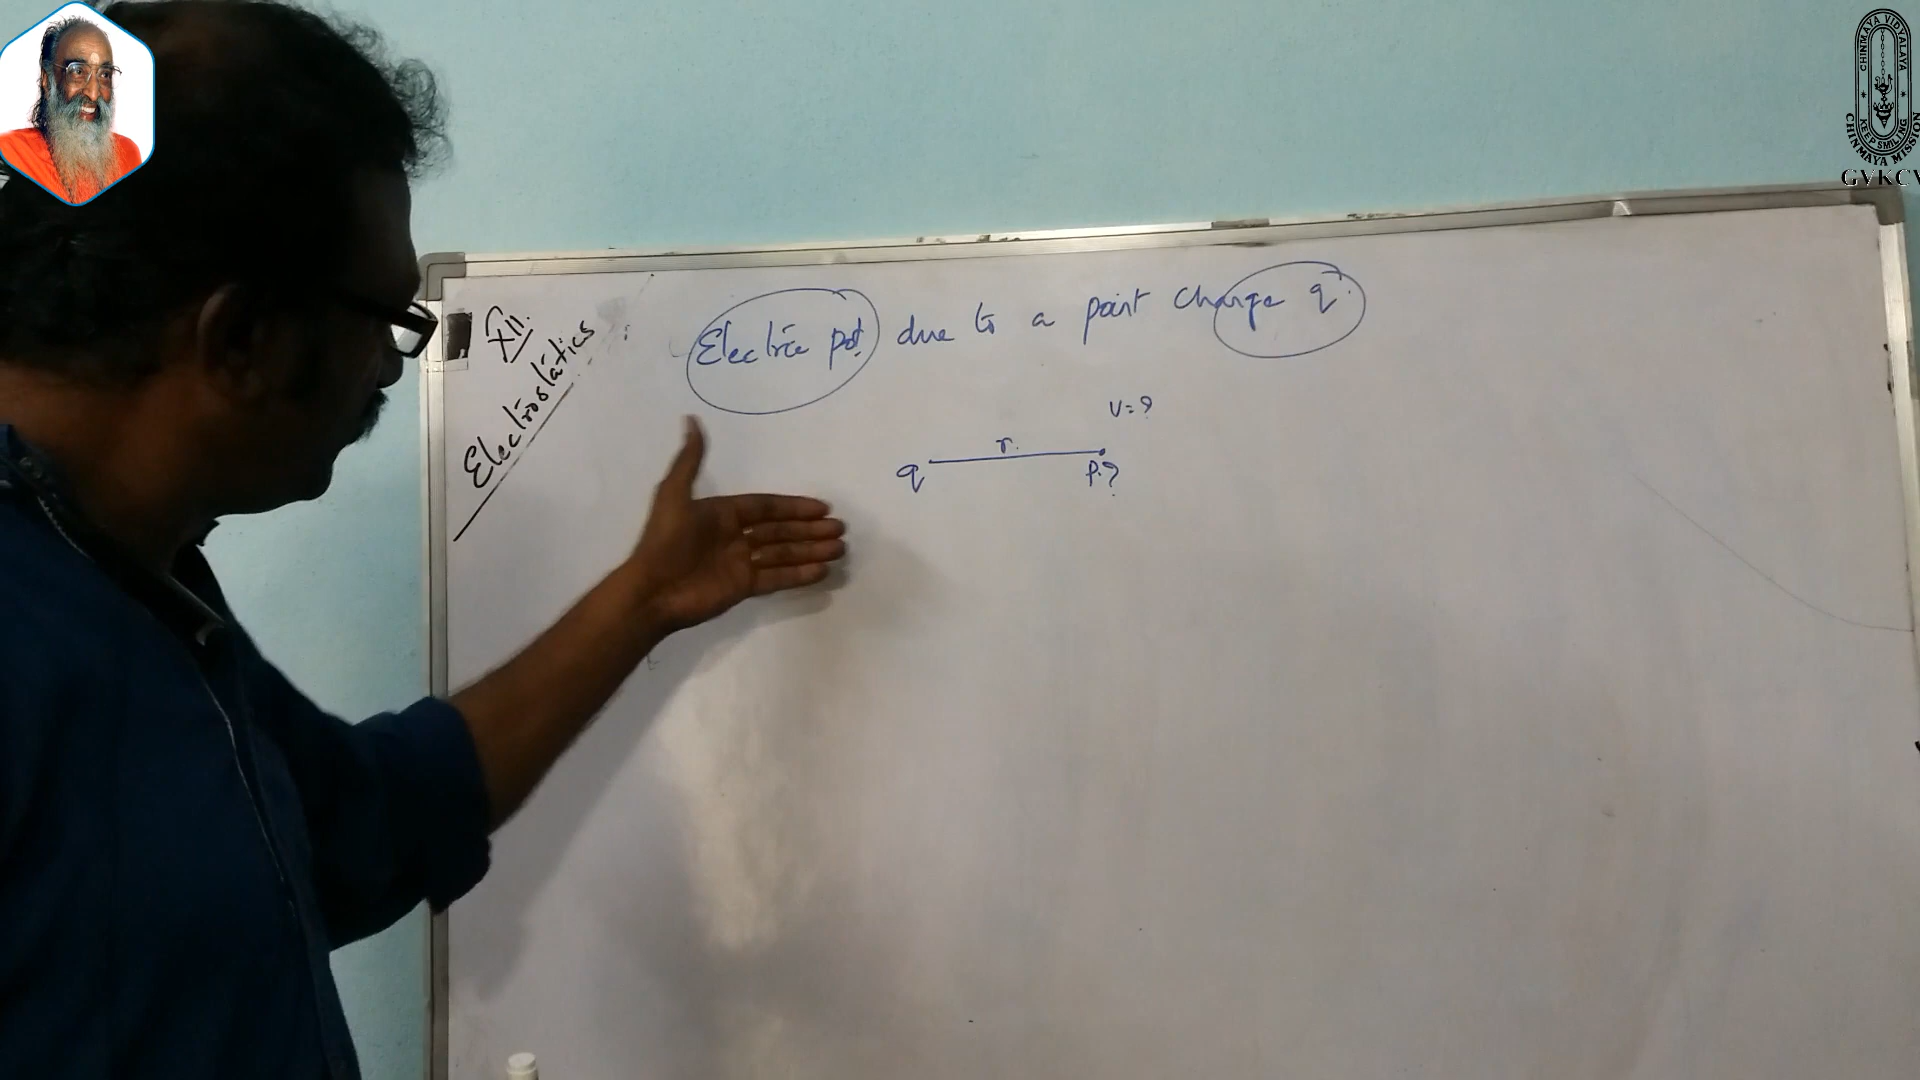 XII.
Electrostatics :
Electric pot. due to a point charge q.
V=?
r.
q
P.?
CHINMAYA VIDYALAYA
KEEP SMILING
CHINMAYA MISSION
GVKCV